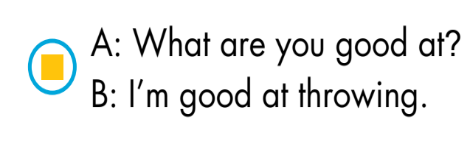 A: What are you good at?
B: I'm good at throwing.